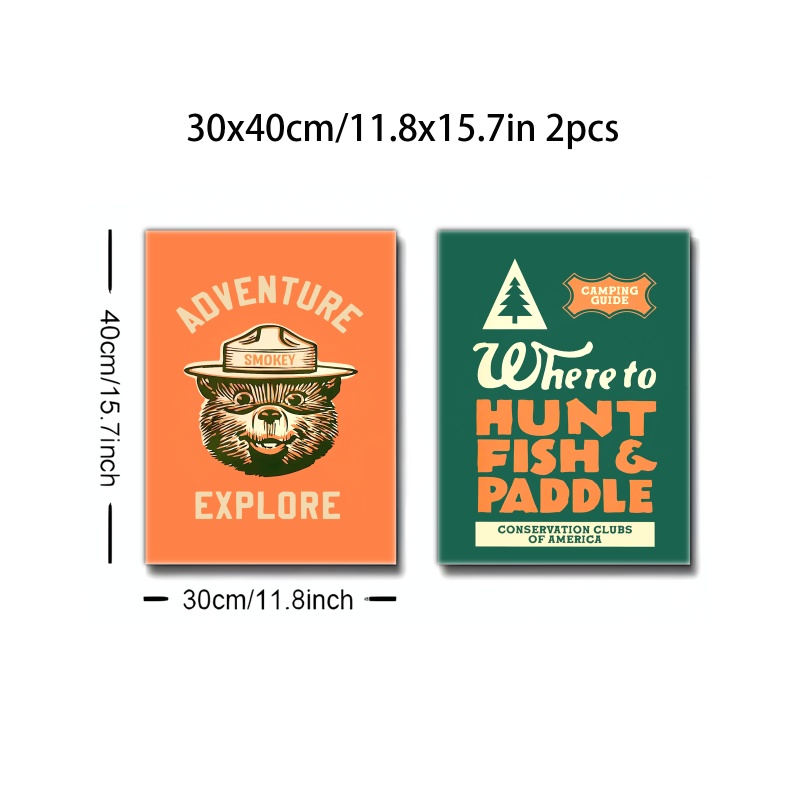 30x40cm/11.8x15.7in 2pcs
40cm/15.7inch
ADVENTURE
SMOKEY
EXPLORE
30cm/11.8inch
CAMPING
GUIDE
Where to
HUNT
FISH &
PADDLE
CONSERVATION CLUBS
OF AMERICA